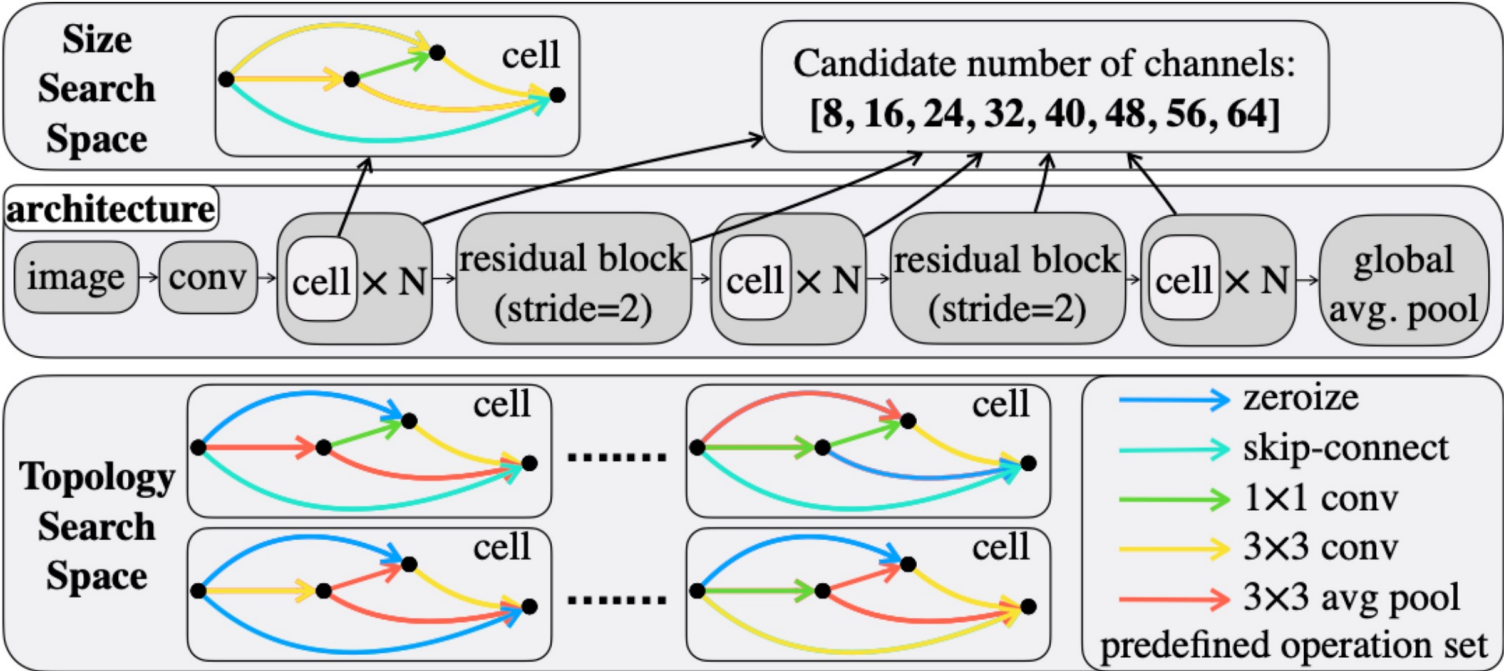 Size
Search
Space
cell
Candidate number of channels:
[8, 16, 24, 32, 40, 48, 56, 64]
architecture
image
conv
cell × N
residual block
(stride=2)
cell × N
residual block
(stride=2)
cell × N
global
avg. pool
Topology
Search
Space
cell
.......
cell
cell
.......
cell
zeroize
skip-connect
1×1 conv
3×3 conv
3×3 avg pool
predefined operation set